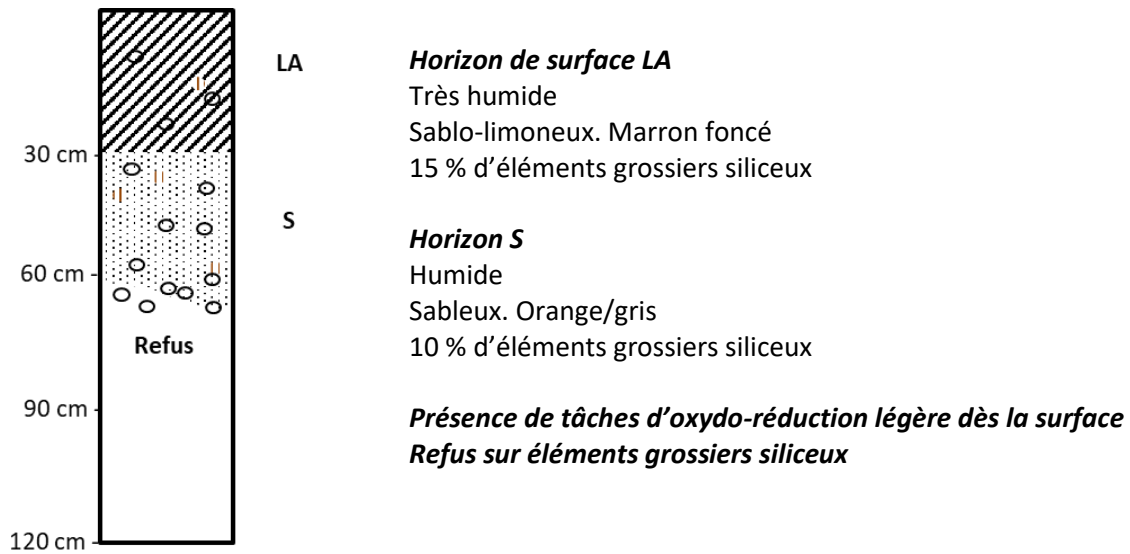 LA
30 cm
S
60 cm
Refus
90 cm
120 cm
Horizon de surface LA
Très humide
Sablo-limoneux. Marron foncé
15 % d’éléments grossiers siliceux
Horizon S
Humide
Sableux. Orange/gris
10 % d’éléments grossiers siliceux
Présence de tâches d’oxydo-réduction légère dès la surface
Refus sur éléments grossiers siliceux